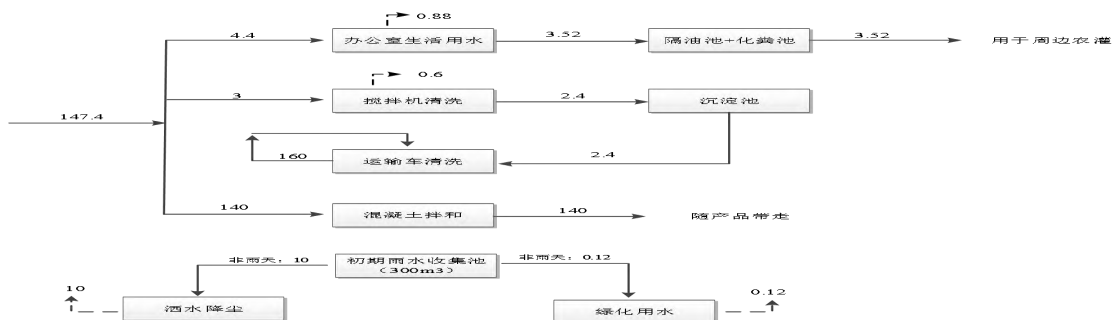 0.88
4.4
办公室生活用水
3.52
隔油池+化粪池
3.52
用于周边农灌
0.6
3
搅拌机清洗
2.4
沉淀池
147.4
160
运输车清洗
2.4
140
混凝土拌和
140
随产品带走
非雨天：10
初期雨水收集池
（300m3）
非雨天：0.12
10
洒水降尘
绿化用水
0.12